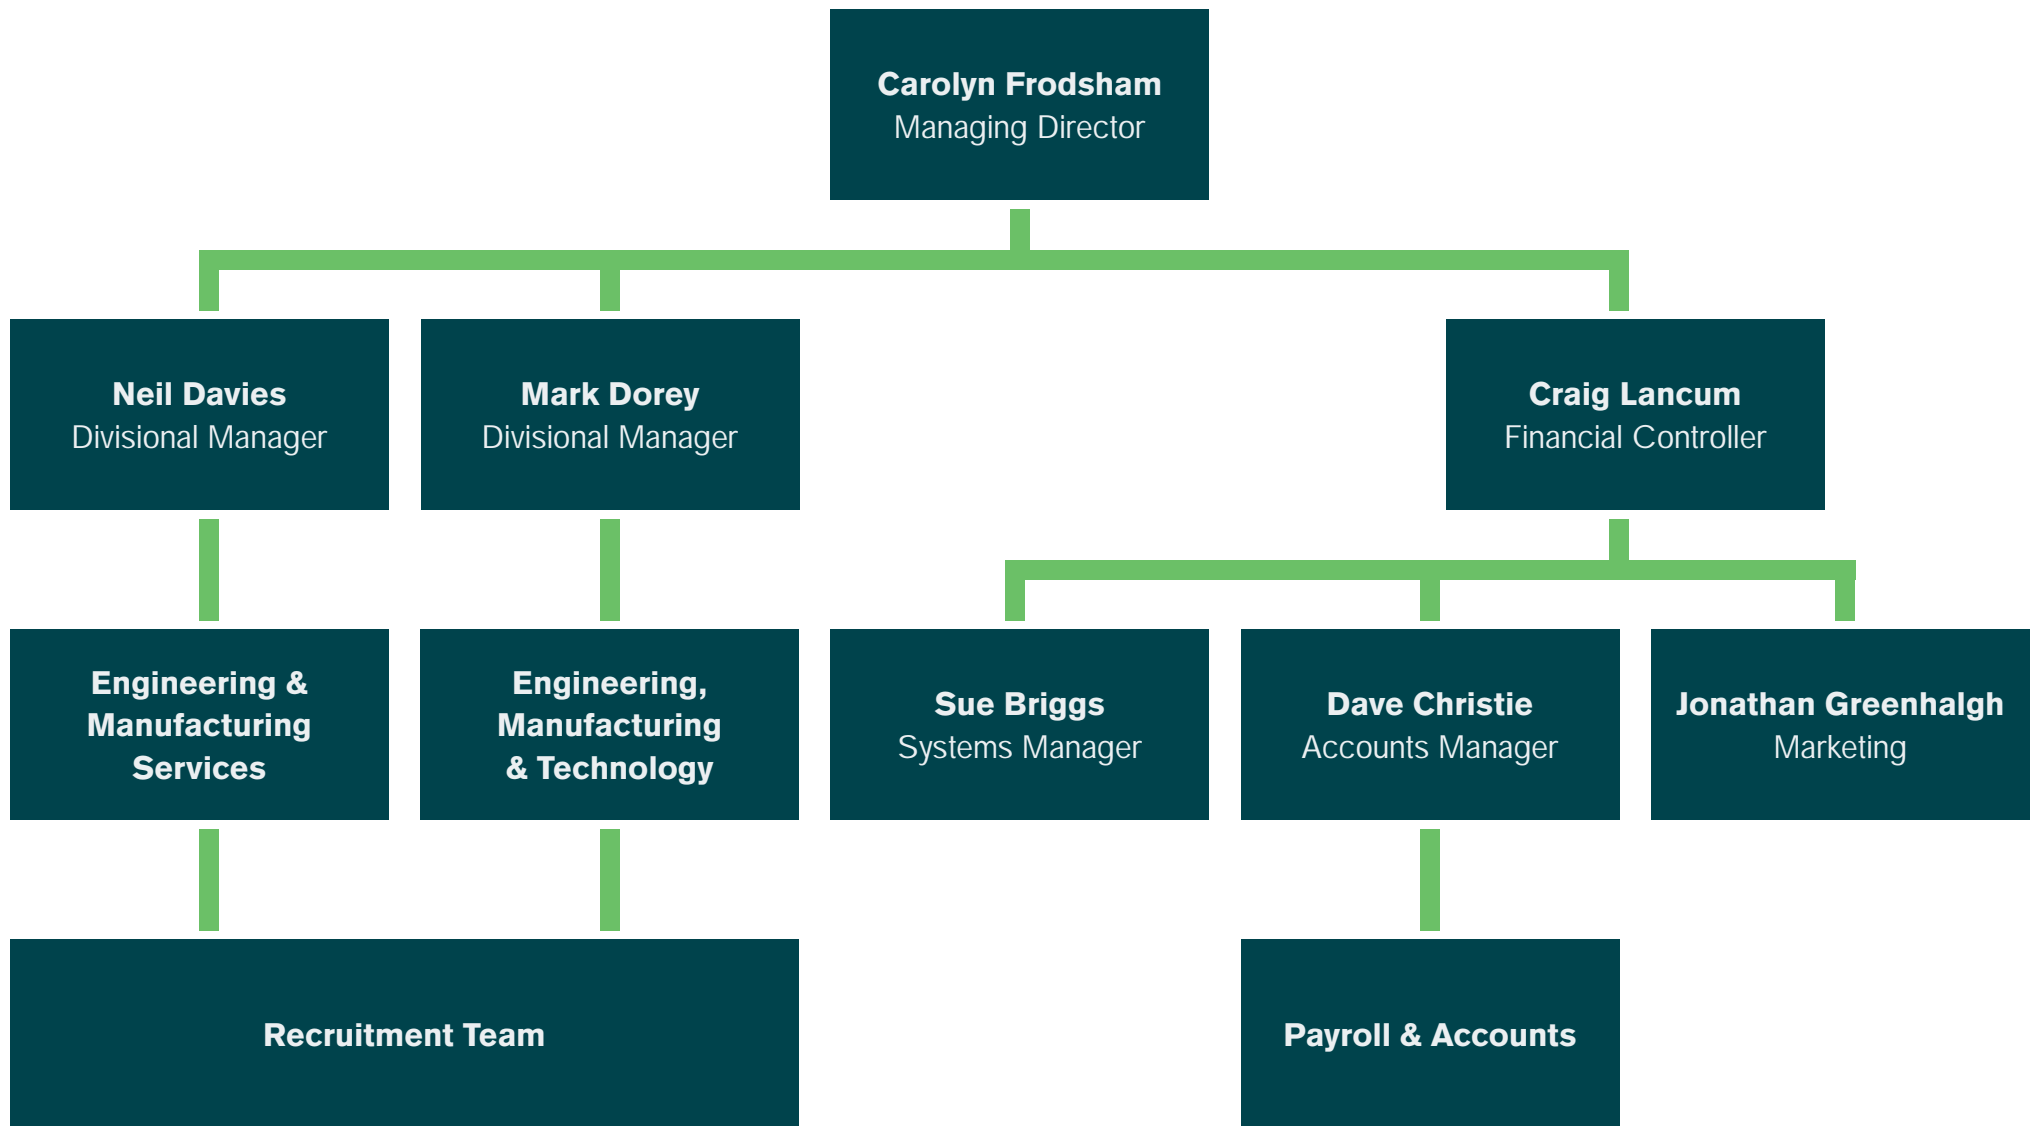 Carolyn Frodsham
Managing Director
Neil Davies
Divisional Manager
Mark Dorey
Divisional Manager
Craig Lancum
Financial Controller
Engineering &
Manufacturing
Services
Engineering,
Manufacturing
& Technology
Sue Briggs
Systems Manager
Dave Christie
Accounts Manager
Jonathan Greenhalgh
Marketing
Recruitment Team
Payroll & Accounts